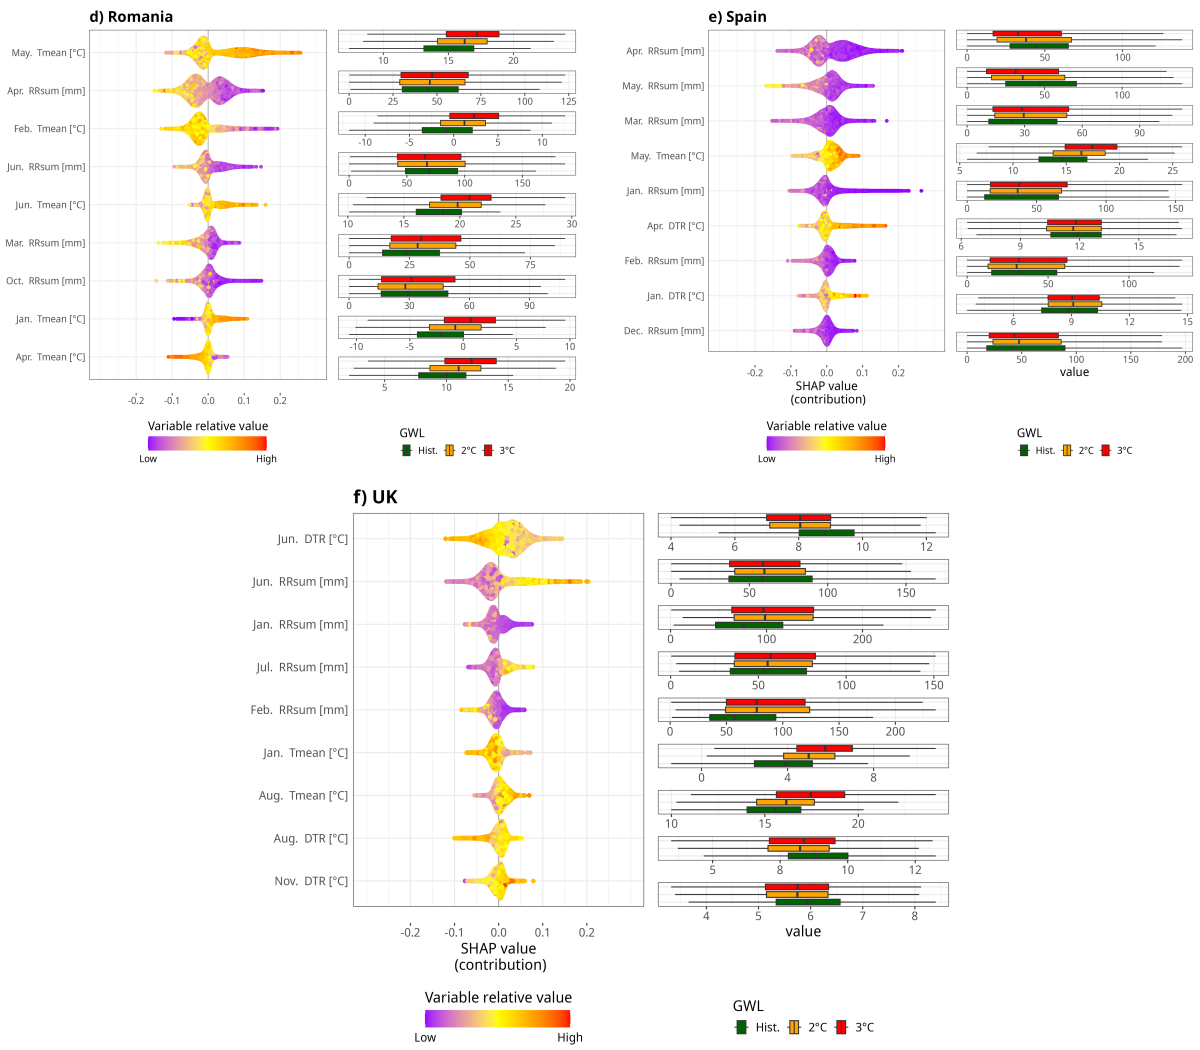 d) Romania
May. Tmean [°C]
Apr. RRsum [mm]
Feb. Tmean [°C]
Jun. RRsum [mm]
Jun. Tmean [°C]
Mar. RRsum [mm]
Oct. RRsum [mm]
Jan. Tmean [°C]
Apr. Tmean [°C]
-0.2 -0.1 0.0 0.1 0.2
10 15 20
0 25 50 75 100 125
-10 -5 0 5 10
0 50 100 150
10 15 20 25 30
0 25 50 75
0 30 60 90
-10 -5 0 5 10
5 10 15 20
Variable relative value
Low High
GWL
Hist. 2°C 3°C
e) Spain
Apr. RRsum [mm]
May. RRsum [mm]
Mar. RRsum [mm]
May. Tmean [°C]
Jan. RRsum [mm]
Apr. DTR [°C]
Feb. RRsum [mm]
Jan. DTR [°C]
Dec. RRsum [mm]
-0.2 -0.1 0.0 0.1 0.2
SHAP value
(contribution)
0 50 100
0 50 100
0 30 60 90
5 10 15 20 25
0 50 100 150
6 9 12 15
0 50 100
6 9 12 15
0 50 100 150 200
value
Variable relative value
Low High
GWL
Hist. 2°C 3°C
f) UK
Jun. DTR [°C]
Jun. RRsum [mm]
Jan. RRsum [mm]
Jul. RRsum [mm]
Feb. RRsum [mm]
Jan. Tmean [°C]
Aug. Tmean [°C]
Aug. DTR [°C]
Nov. DTR [°C]
-0.2 -0.1 0.0 0.1 0.2
SHAP value
(contribution)
4 6 8 10 12
0 50 100 150
0 100 200
0 50 100 150
0 50 100 150 200
0 4 8
10 15 20
5 8 10 12
4 5 6 7 8
value
Variable relative value
Low High
GWL
Hist. 2°C 3°C